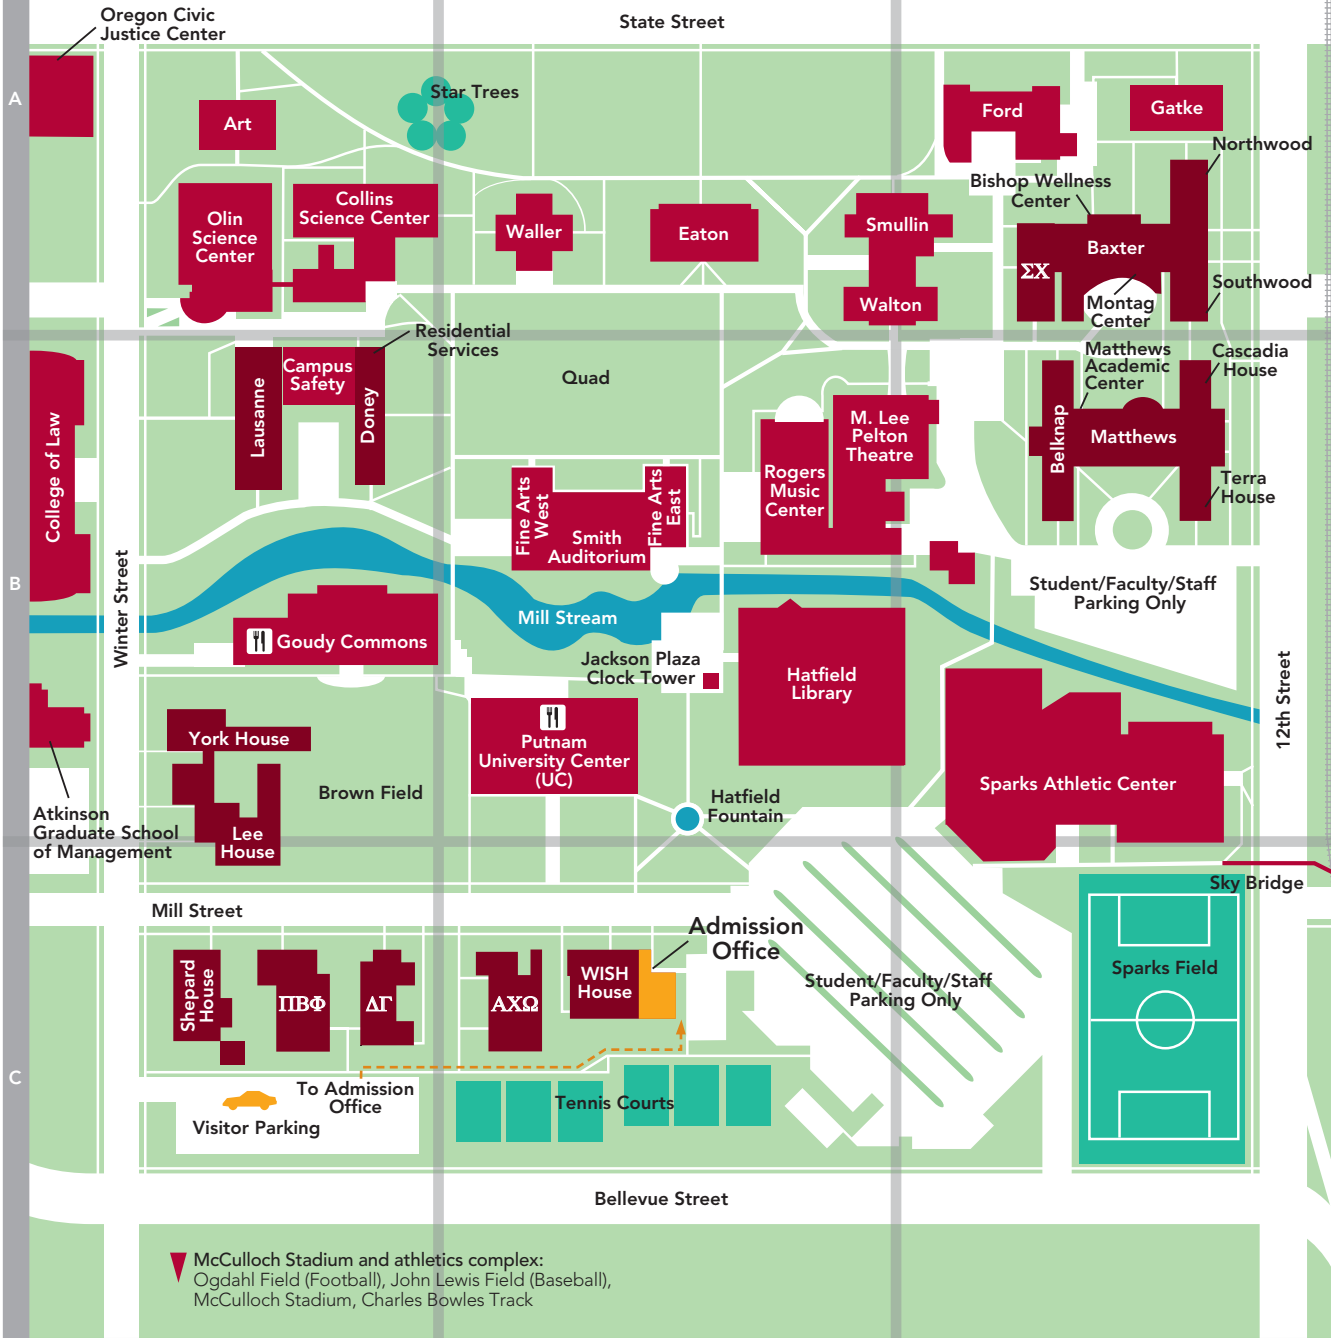 Oregon Civic
Justice Center
State Street
A
Star Trees
Art
Ford
Gatke
Northwood
Bishop Wellness
Center
Olin
Science
Center
Collins
Science Center
Waller
Eaton
Smullin
Baxter
ΣΧ
Southwood
Montag
Center
Walton
Residential
Services
Campus
Safety
Lausanne
Doney
Quad
Matthews
Academic
Center
Cascadia
House
College of Law
M. Lee
Pelton
Theatre
Belknap
Matthews
Rogers
Music
Center
Terra
House
Fine Arts
West
Fine Arts
East
Smith
Auditorium
B
Winter Street
Student/Faculty/Staff
Parking Only
Mill Stream
Goudy Commons
Jackson Plaza
Clock Tower
Hatfield
Library
12th Street
York House
Putnam
University Center
(UC)
Sparks Athletic Center
Brown Field
Hatfield
Fountain
Atkinson
Graduate School
of Management
Lee
House
Sky Bridge
Mill Street
Admission
Office
Shepard
House
ΠΒΦ
ΔΓ
ΑΧΩ
WISH
House
Student/Faculty/Staff
Parking Only
Sparks Field
C
To Admission
Office
Visitor Parking
Tennis Courts
Bellevue Street
McCulloch Stadium and athletics complex:
Ogdahl Field (Football), John Lewis Field (Baseball),
McCulloch Stadium, Charles Bowles Track